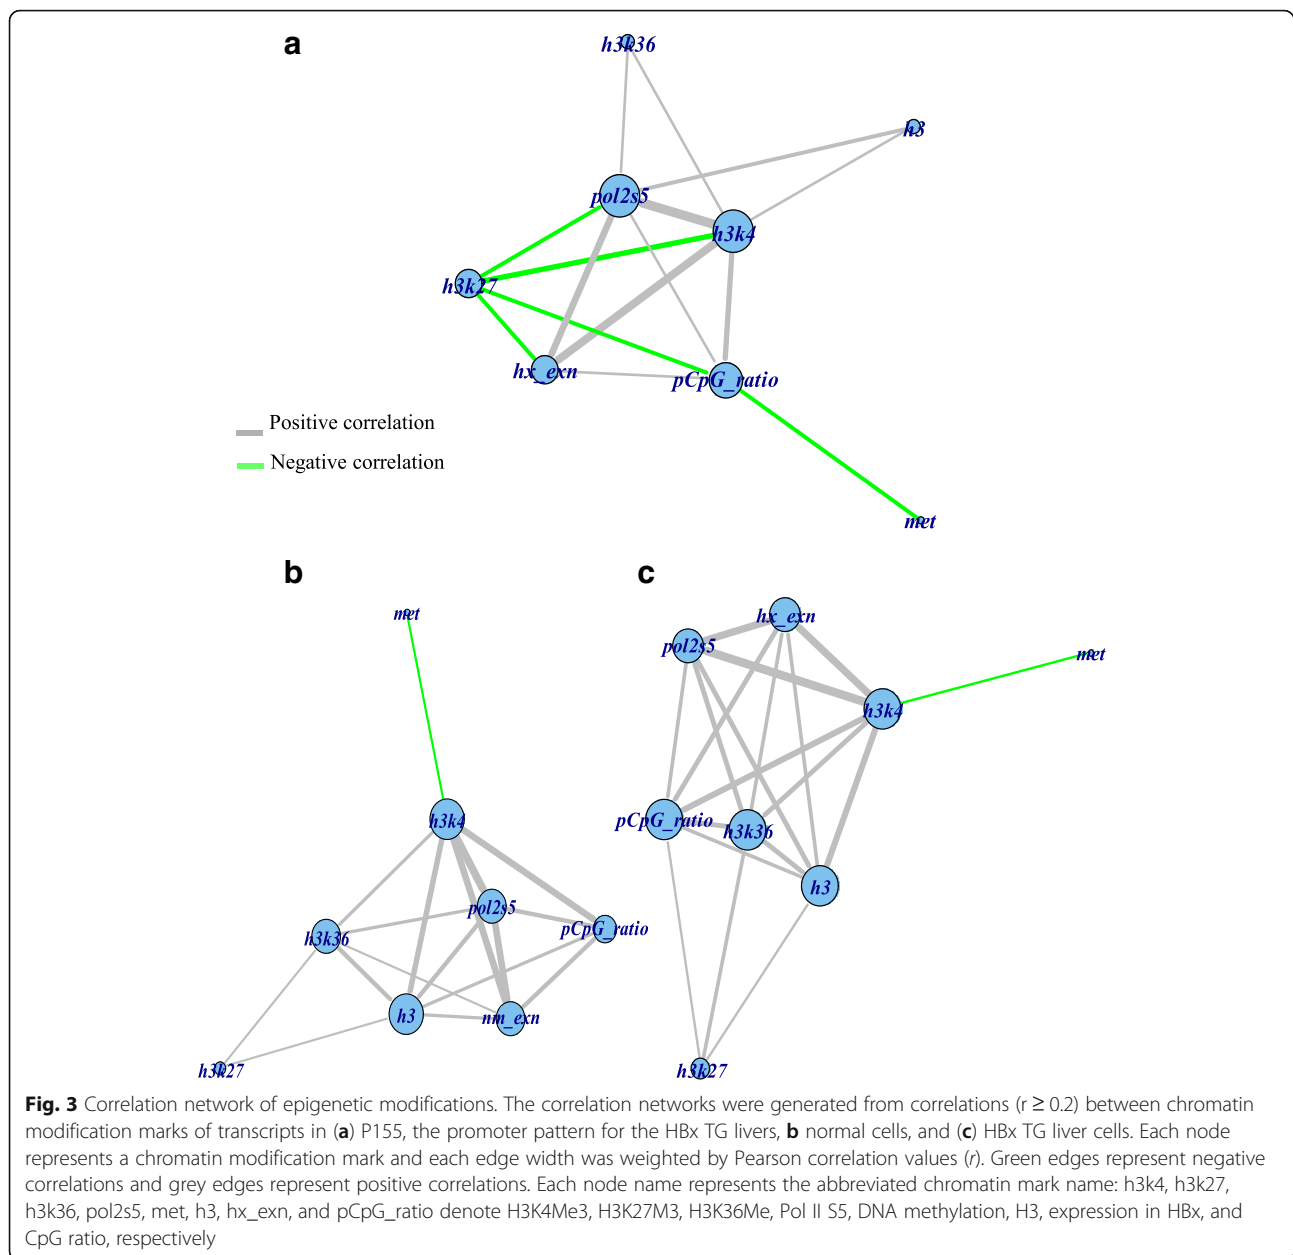 a
h3k36
h3
pol2s5
h3k4
h3k27
hx_exn
pCpG_ratio
Positive correlation
Negative correlation
met
b
met
h3k4
pol2s5
pCpG_ratio
h3k36
h3
nm_exn
h3k27
c
hx_exn
pol2s5
met
h3k4
pCpG_ratio
h3k36
h3
h3k27
Fig. 3 Correlation network of epigenetic modifications. The correlation networks were generated from correlations (r ≥ 0.2) between chromatin
modification marks of transcripts in (a) P155, the promoter pattern for the HBx TG livers, b normal cells, and (c) HBx TG liver cells. Each node
represents a chromatin modification mark and each edge width was weighted by Pearson correlation values (r). Green edges represent negative
correlations and grey edges represent positive correlations. Each node name represents the abbreviated chromatin mark name: h3k4, h3k27,
h3k36, pol2s5, met, h3, hx_exn, and pCpG_ratio denote H3K4Me3, H3K27M3, H3K36Me, Pol II S5, DNA methylation, H3, expression in HBx, and
CpG ratio, respectively